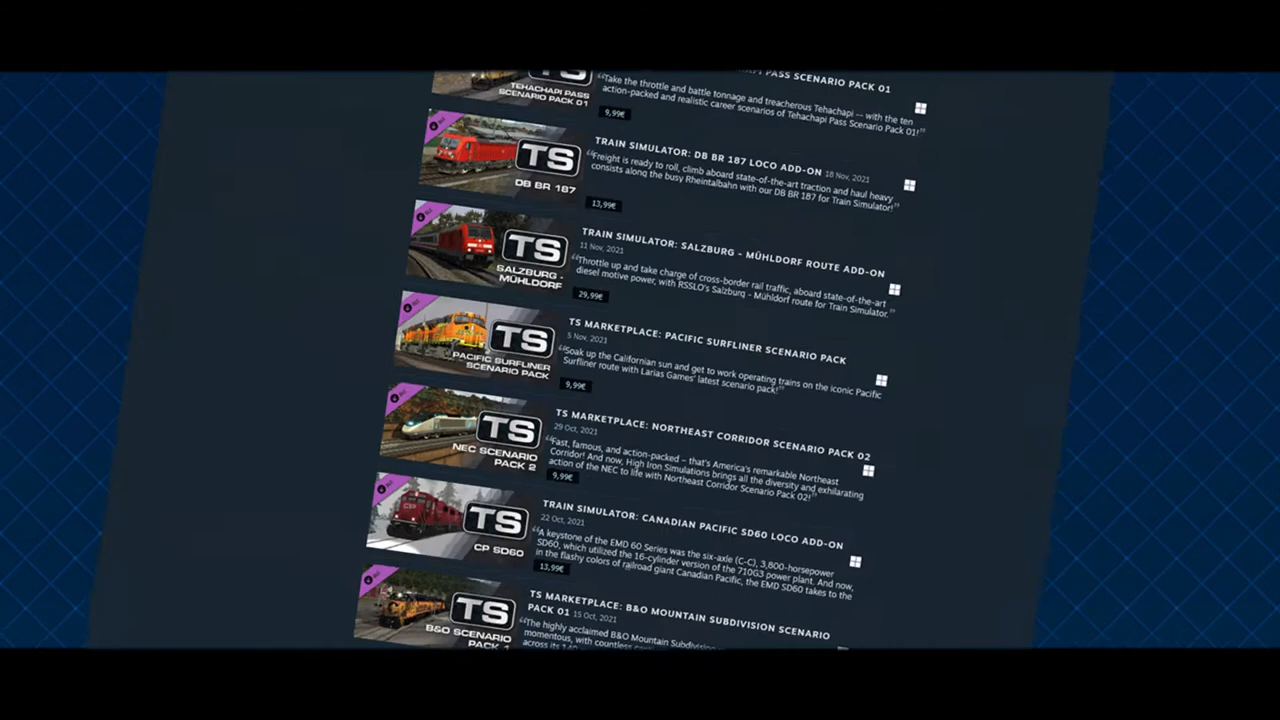 TS
TEHACHAPI PASS
SCENARIO PACK 01
PASS SCENARIO PACK 01
“Take the throttle and battle tonnage and treacherous Tehachapi -- with the ten
action-packed and realistic career scenarios of Tehachapi Pass Scenario Pack 01!”
9,99€
TS
DB BR 187
TRAIN SIMULATOR: DB BR 187 LOCO ADD-ON 18 Nov, 2021
“Freight is ready to roll, climb aboard state-of-the-art traction and haul heavy
consists along the busy Rheintalbahn with our DB BR 187 for Train Simulator!”
13,99€
TS
SALZBURG -
MÜHLDORF
TRAIN SIMULATOR: SALZBURG - MÜHLDORF ROUTE ADD-ON
11 Nov, 2021
“Throttle up and take charge of cross-border rail traffic, aboard state-of-the-art
diesel motive power, with RSSLO's Salzburg - Mühldorf route for Train Simulator.”
29,99€
TS
PACIFIC SURFLINER
SCENARIO PACK
TS MARKETPLACE: PACIFIC SURFLINER SCENARIO PACK
5 Nov, 2021
“Soak up the Californian sun and get to work operating trains on the iconic Pacific
Surfliner route with Larias Games' latest scenario pack!”
9,99€
TS
NEC SCENARIO
PACK 2
TS MARKETPLACE: NORTHEAST CORRIDOR SCENARIO PACK 02
29 Oct, 2021
“Fast, famous, and action-packed – that's America's remarkable Northeast
Corridor! And now, High Iron Simulations brings all the diversity and exhilarating
action of the NEC to life with Northeast Corridor Scenario Pack 02!”
9,99€
TS
CP SD60
TRAIN SIMULATOR: CANADIAN PACIFIC SD60 LOCO ADD-ON
22 Oct, 2021
“A keystone of the EMD 60 Series was the six-axle (C-C), 3,800-horsepower
SD60, which utilized the 16-cylinder version of the 710G3 power plant. And now,
in the flashy colors of railroad giant Canadian Pacific, the EMD SD60 takes to the
13,99€
TS
B&O SCENARIO
PACK 1
TS MARKETPLACE: B&O MOUNTAIN SUBDIVISION SCENARIO
PACK 01 15 Oct, 2021
“The highly acclaimed B&O Mountain Subdivision
momentous, with countless
across its